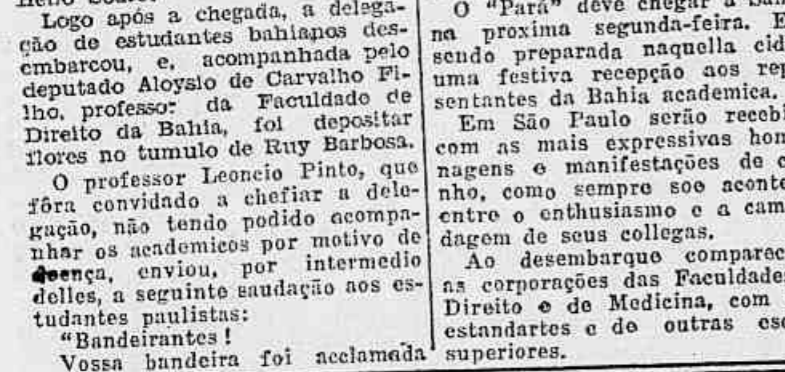 Logo após a chegada, a delega-
ção de estudantes bahianos des-
embarcou, e, acompanhada pelo
deputado Aloysio de Carvalho Fi-
lho, professor da Faculdade de
Direito da Bahia, foi depositar
flores no tumulo de Ruy Barbosa.
O professor Leoncio Pinto, que
fôra convidado a chefiar a dele-
gação, não tendo podido acompa-
nhar os academicos por motivo de
doença, enviou, por intermedio
delles, a seguinte saudação aos es-
tudantes paulistas:
"Bandeirantes!
Vossa bandeira foi acclamada
O "Pará" deve chegar a
na proxima segunda-feira.
sendo preparada naquella cid
uma festiva recepção aos rep
sentantes da Bahia academica.
Em São Paulo serão recebi
com as mais expressivas hom
nagens e manifestações de c
nho, como sempre soe aconte
entre o enthusiasmo e a cam
dagem de seus collegas.
Ao desembarque comparec
as corporações das Faculdade
Direito e de Medicina, com
estandartes e de outras esc
superiores.